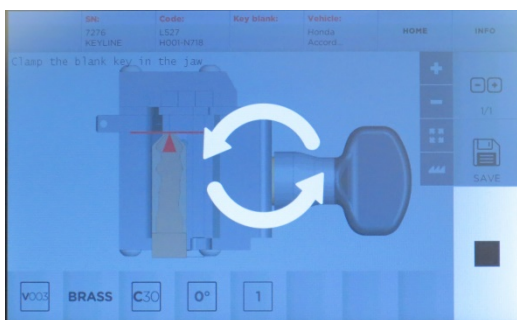 SN:
7276
KEYLINE
Code:
LS27
H001-N718
Key blank:
Vehicle:
Honda
Accord...
HOME
INFO
Clamp the blank key in the jaw
1/1
SAVE
V003
BRASS
C30
0°
1